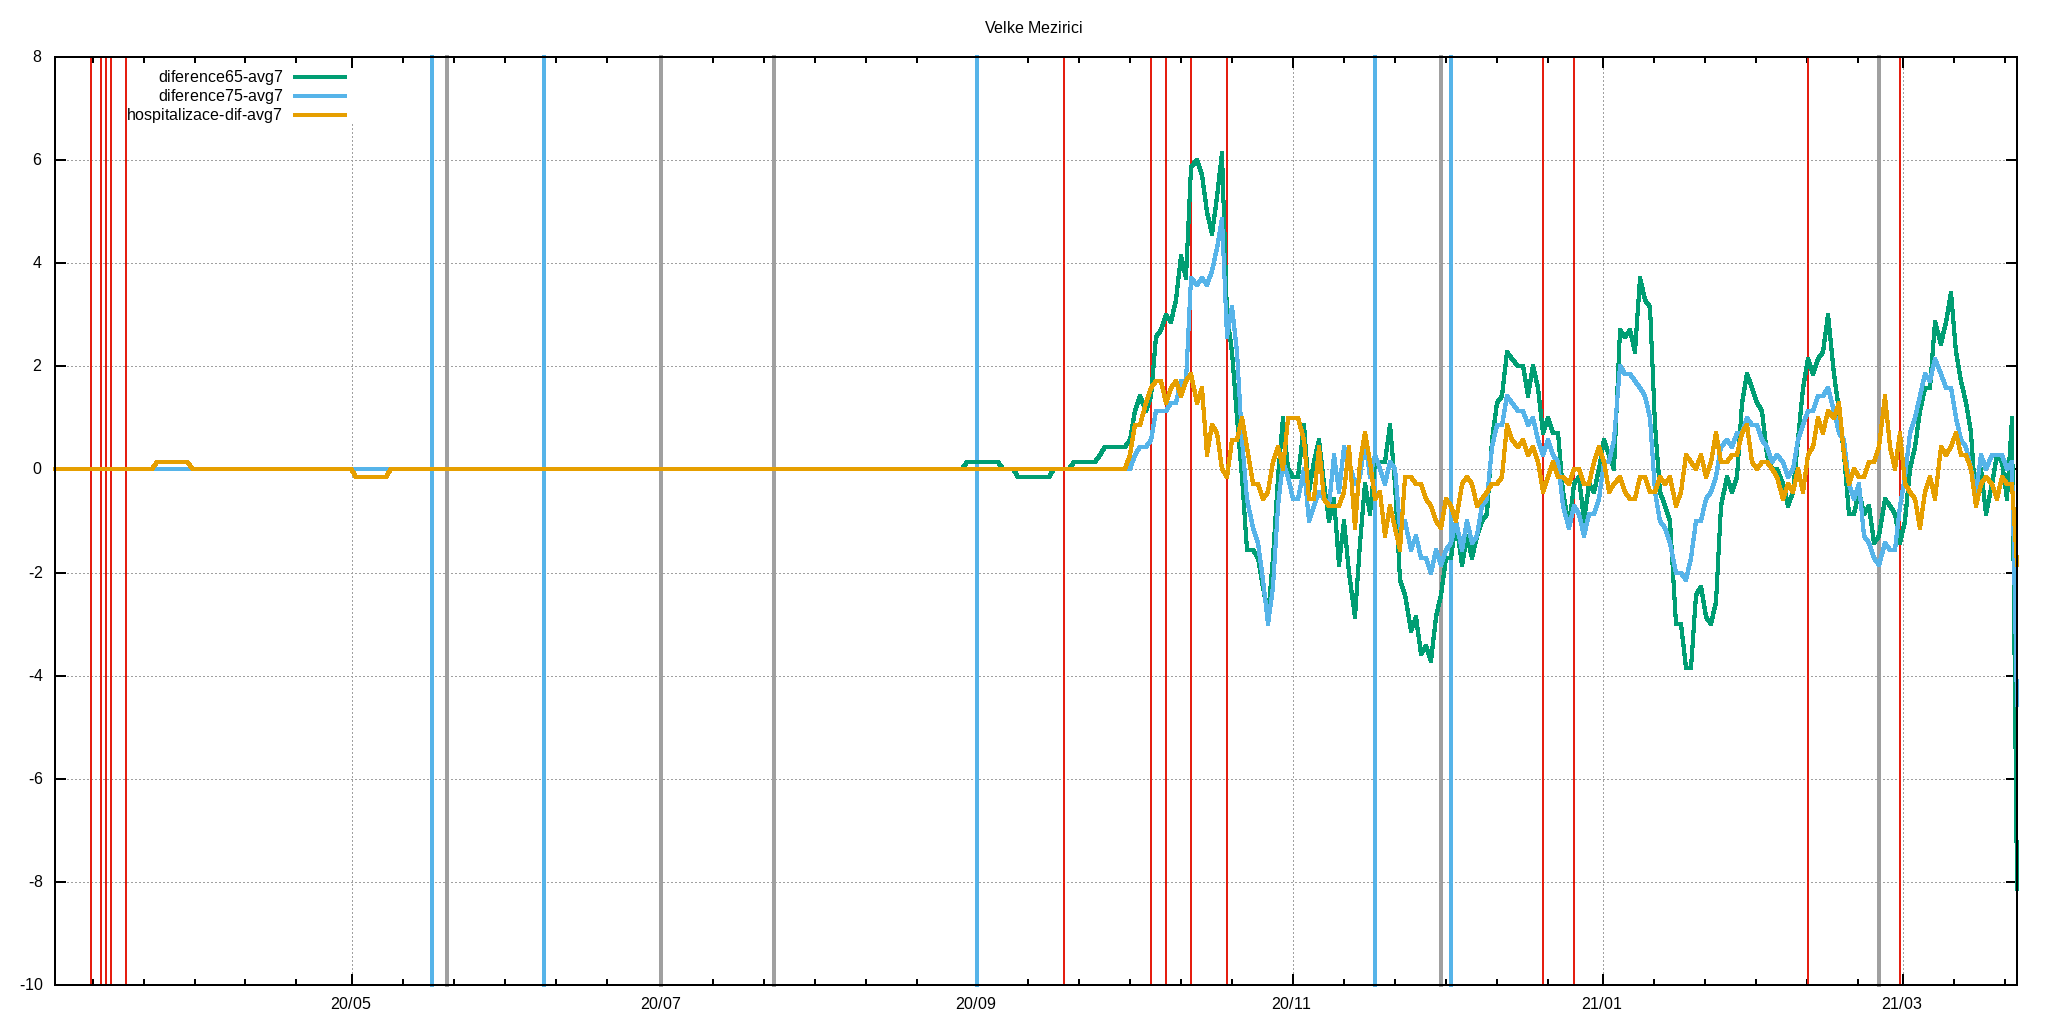 Velke Mezirici
8
diference65-avg7
diference75-avg7
hospitalizace-dif-avg7
6
4
2
0
-2
-4
-6
-8
-10
20/05 20/07 20/09 20/11 21/01 21/03